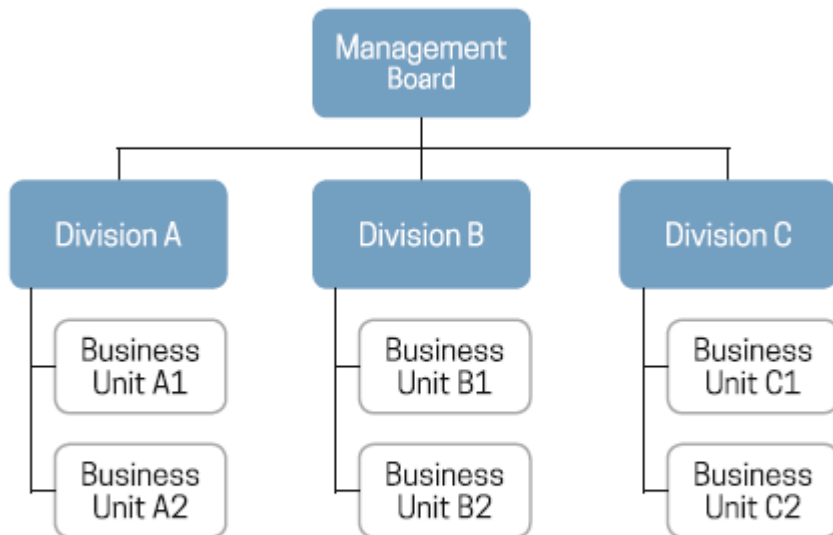 Management
Board
Division A
Division B
Division C
Business
Unit A1
Business
Unit B1
Business
Unit C1
Business
Unit A2
Business
Unit B2
Business
Unit C2